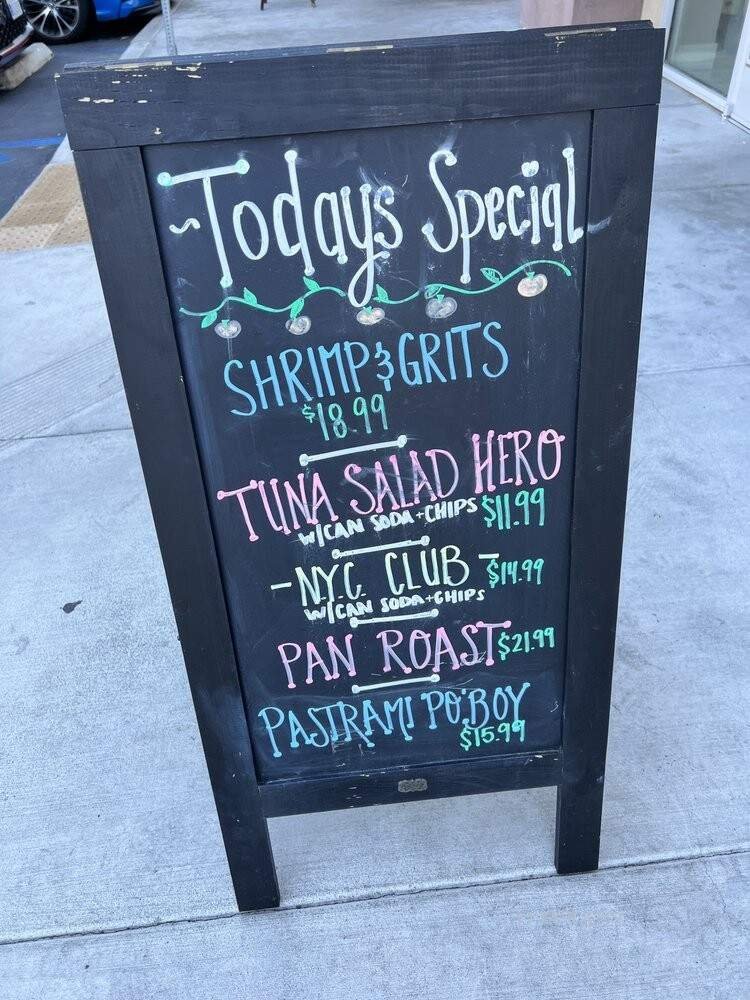 ~Todays Special
SHRIMP & GRITS
$18.99
TUNA SALAD HERO
W/CAN SODA+CHIPS $11.99
-N.Y.C. CLUB- $14.99
W/CAN SODA+CHIPS
PAN ROAST $21.99
PASTRAMI PO'BOY
$15.99